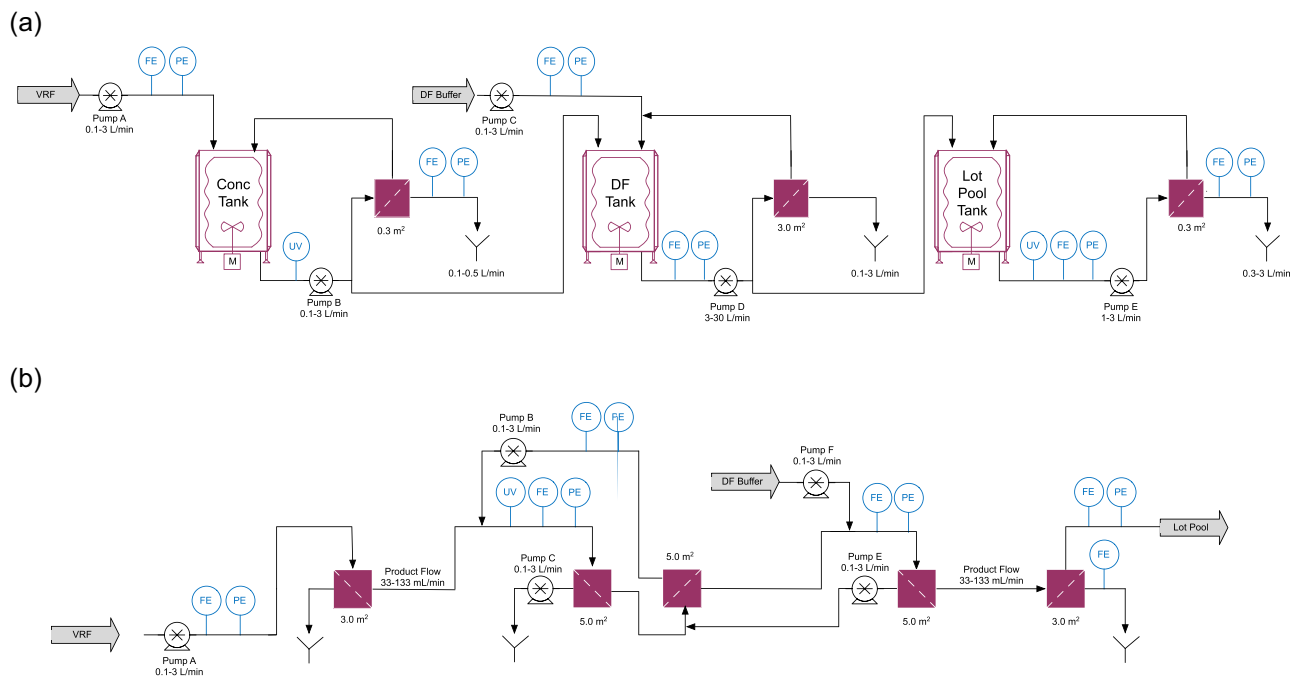 (a)
FE
PE
VRF
Pump A
0.1-3 L/min
Conc
Tank
M
UV
Pump B
0.1-3 L/min
0.3 m²
FE
PE
0.1-0.5 L/min
DF Buffer
Pump C
0.1-3 L/min
FE
PE
DF
Tank
M
FE
PE
Pump D
3-30 L/min
3.0 m²
0.1-3 L/min
Lot
Pool
Tank
M
UV
FE
PE
Pump E
1-3 L/min
0.3 m²
FE
PE
0.3-3 L/min
(b)
VRF
Pump A
0.1-3 L/min
FE
PE
3.0 m²
Product Flow
33-133 mL/min
Pump B
0.1-3 L/min
FE
PE
UV
FE
PE
Pump C
0.1-3 L/min
5.0 m²
5.0 m²
DF Buffer
Pump F
0.1-3 L/min
FE
PE
Pump E
0.1-3 L/min
5.0 m²
Product Flow
33-133 mL/min
3.0 m²
FE
PE
FE
Lot Pool